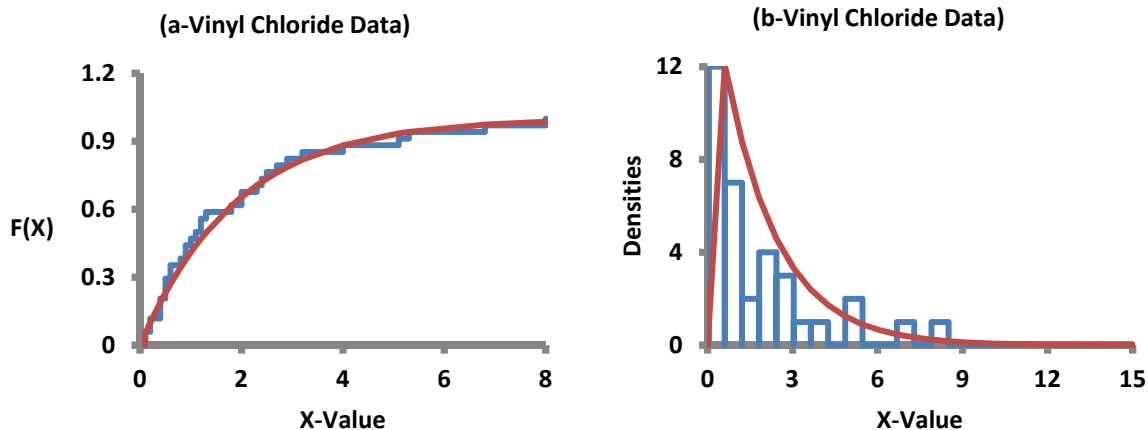 (a-Vinyl Chloride Data)
1.2
0.9
0.6
0.3
0
F(X)
0 2 4 6 8
X-Value
(b-Vinyl Chloride Data)
12
8
4
0
Densities
0 3 6 9 12 15
X-Value